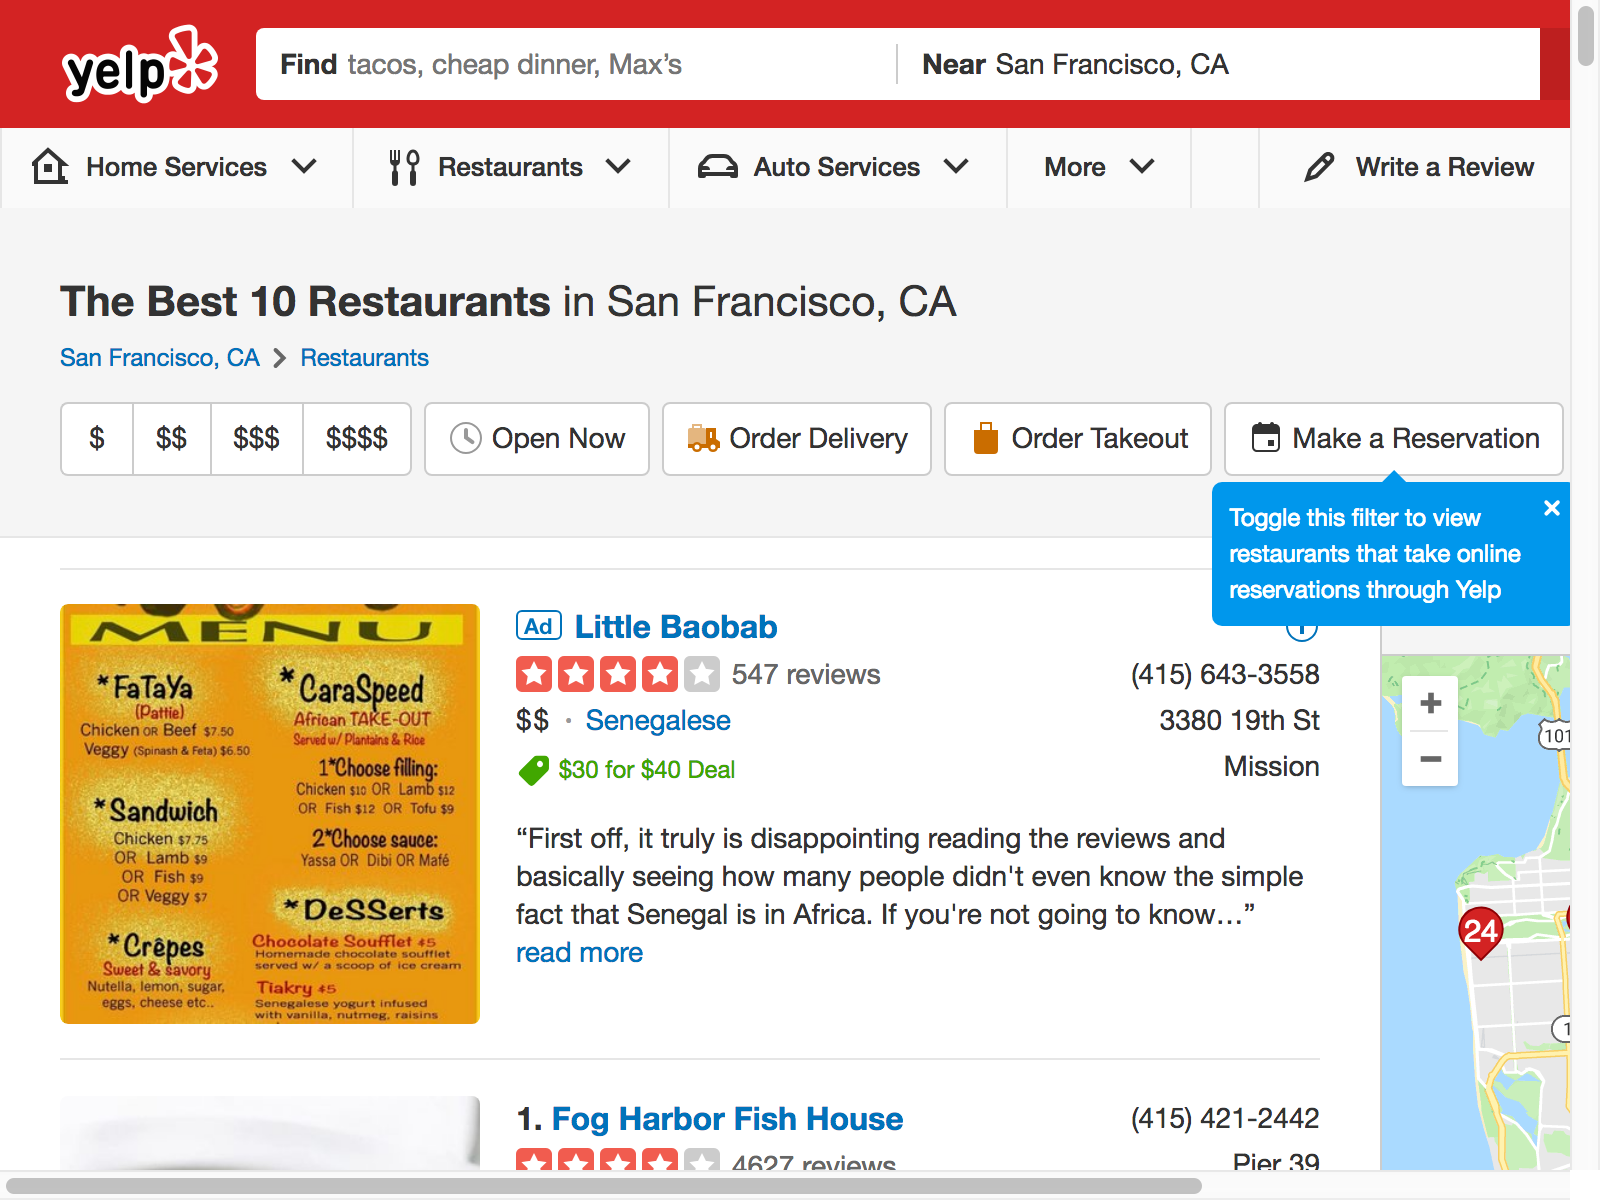 yelp
Find tacos, cheap dinner, Max’s
Near San Francisco, CA
Home Services
Restaurants
Auto Services
More
Write a Review
The Best 10 Restaurants in San Francisco, CA
San Francisco, CA
Restaurants
$
$$
$$$
$$$$
Open Now
Order Delivery
Order Takeout
Make a Reservation
Toggle this filter to view
restaurants that take online
reservations through Yelp
MENU
*FaTaYa
(Pattie)
Chicken OR Beef $7.50
Veggy (Spinash & Feta) $6.50
*Sandwich
Chicken $7.75
OR Lamb $9
OR Fish $9
OR Veggy $7
*Crêpes
Sweet & savory
Nutella, lemon, sugar,
eggs, cheese etc..
*CaraSpeed
African TAKE-OUT
Served w/ Plantains & Rice
1*Choose filling:
Chicken $10 OR Lamb $12
OR Fish $12 OR Tofu $9
2*Choose sauce:
Yassa OR Dibi OR Mafé
*DeSSerts
Chocolate Soufflet $5
Homemade chocolate soufflet
served w/ a scoop of ice cream
Tiakry $5
Senegalese yogurt infused
with vanilla, nutmeg, raisins
Ad Little Baobab
547 reviews
$$ · Senegalese
$30 for $40 Deal
(415) 643-3558
3380 19th St
Mission
“First off, it truly is disappointing reading the reviews and
basically seeing how many people didn't even know the simple
fact that Senegal is in Africa. If you're not going to know…”
read more
1. Fog Harbor Fish House
4627 reviews
(415) 421-2442
Pier 39
+
−
101
24
1